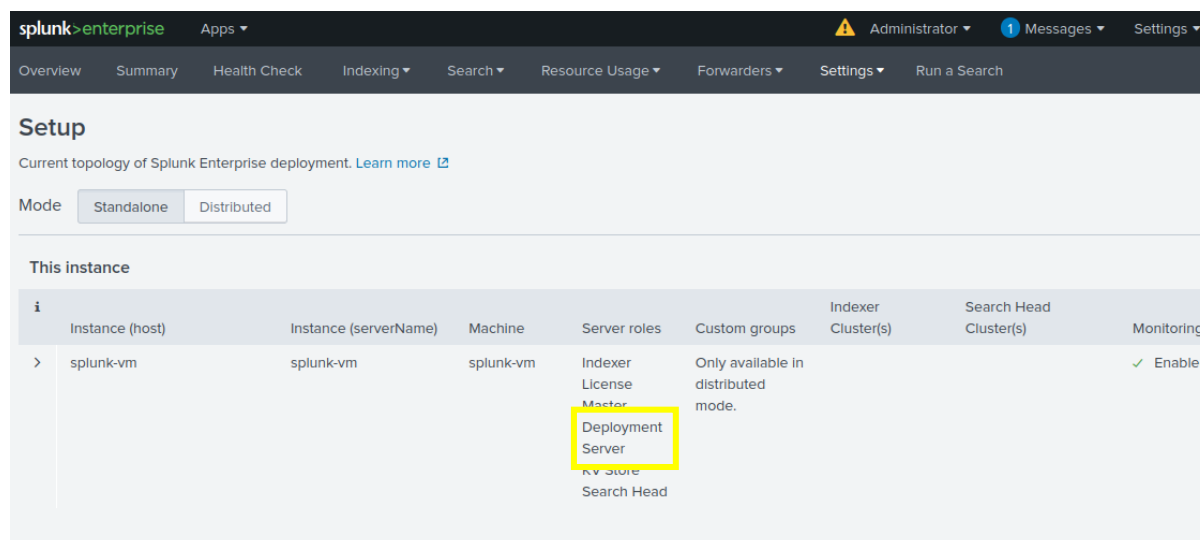 splunk>enterprise Apps Administrator 1 Messages Settings
Overview Summary Health Check Indexing Search Resource Usage Forwarders Settings Run a Search
Setup
Current topology of Splunk Enterprise deployment. Learn more
Mode Standalone Distributed
This instance
i Instance (host) Instance (serverName) Machine Server roles Custom groups Indexer Cluster(s) Search Head Cluster(s) Monitoring
splunk-vm splunk-vm splunk-vm
Indexer
License
Master
Deployment
Server
KV Store
Search Head
Only available in
distributed
mode.
Enable